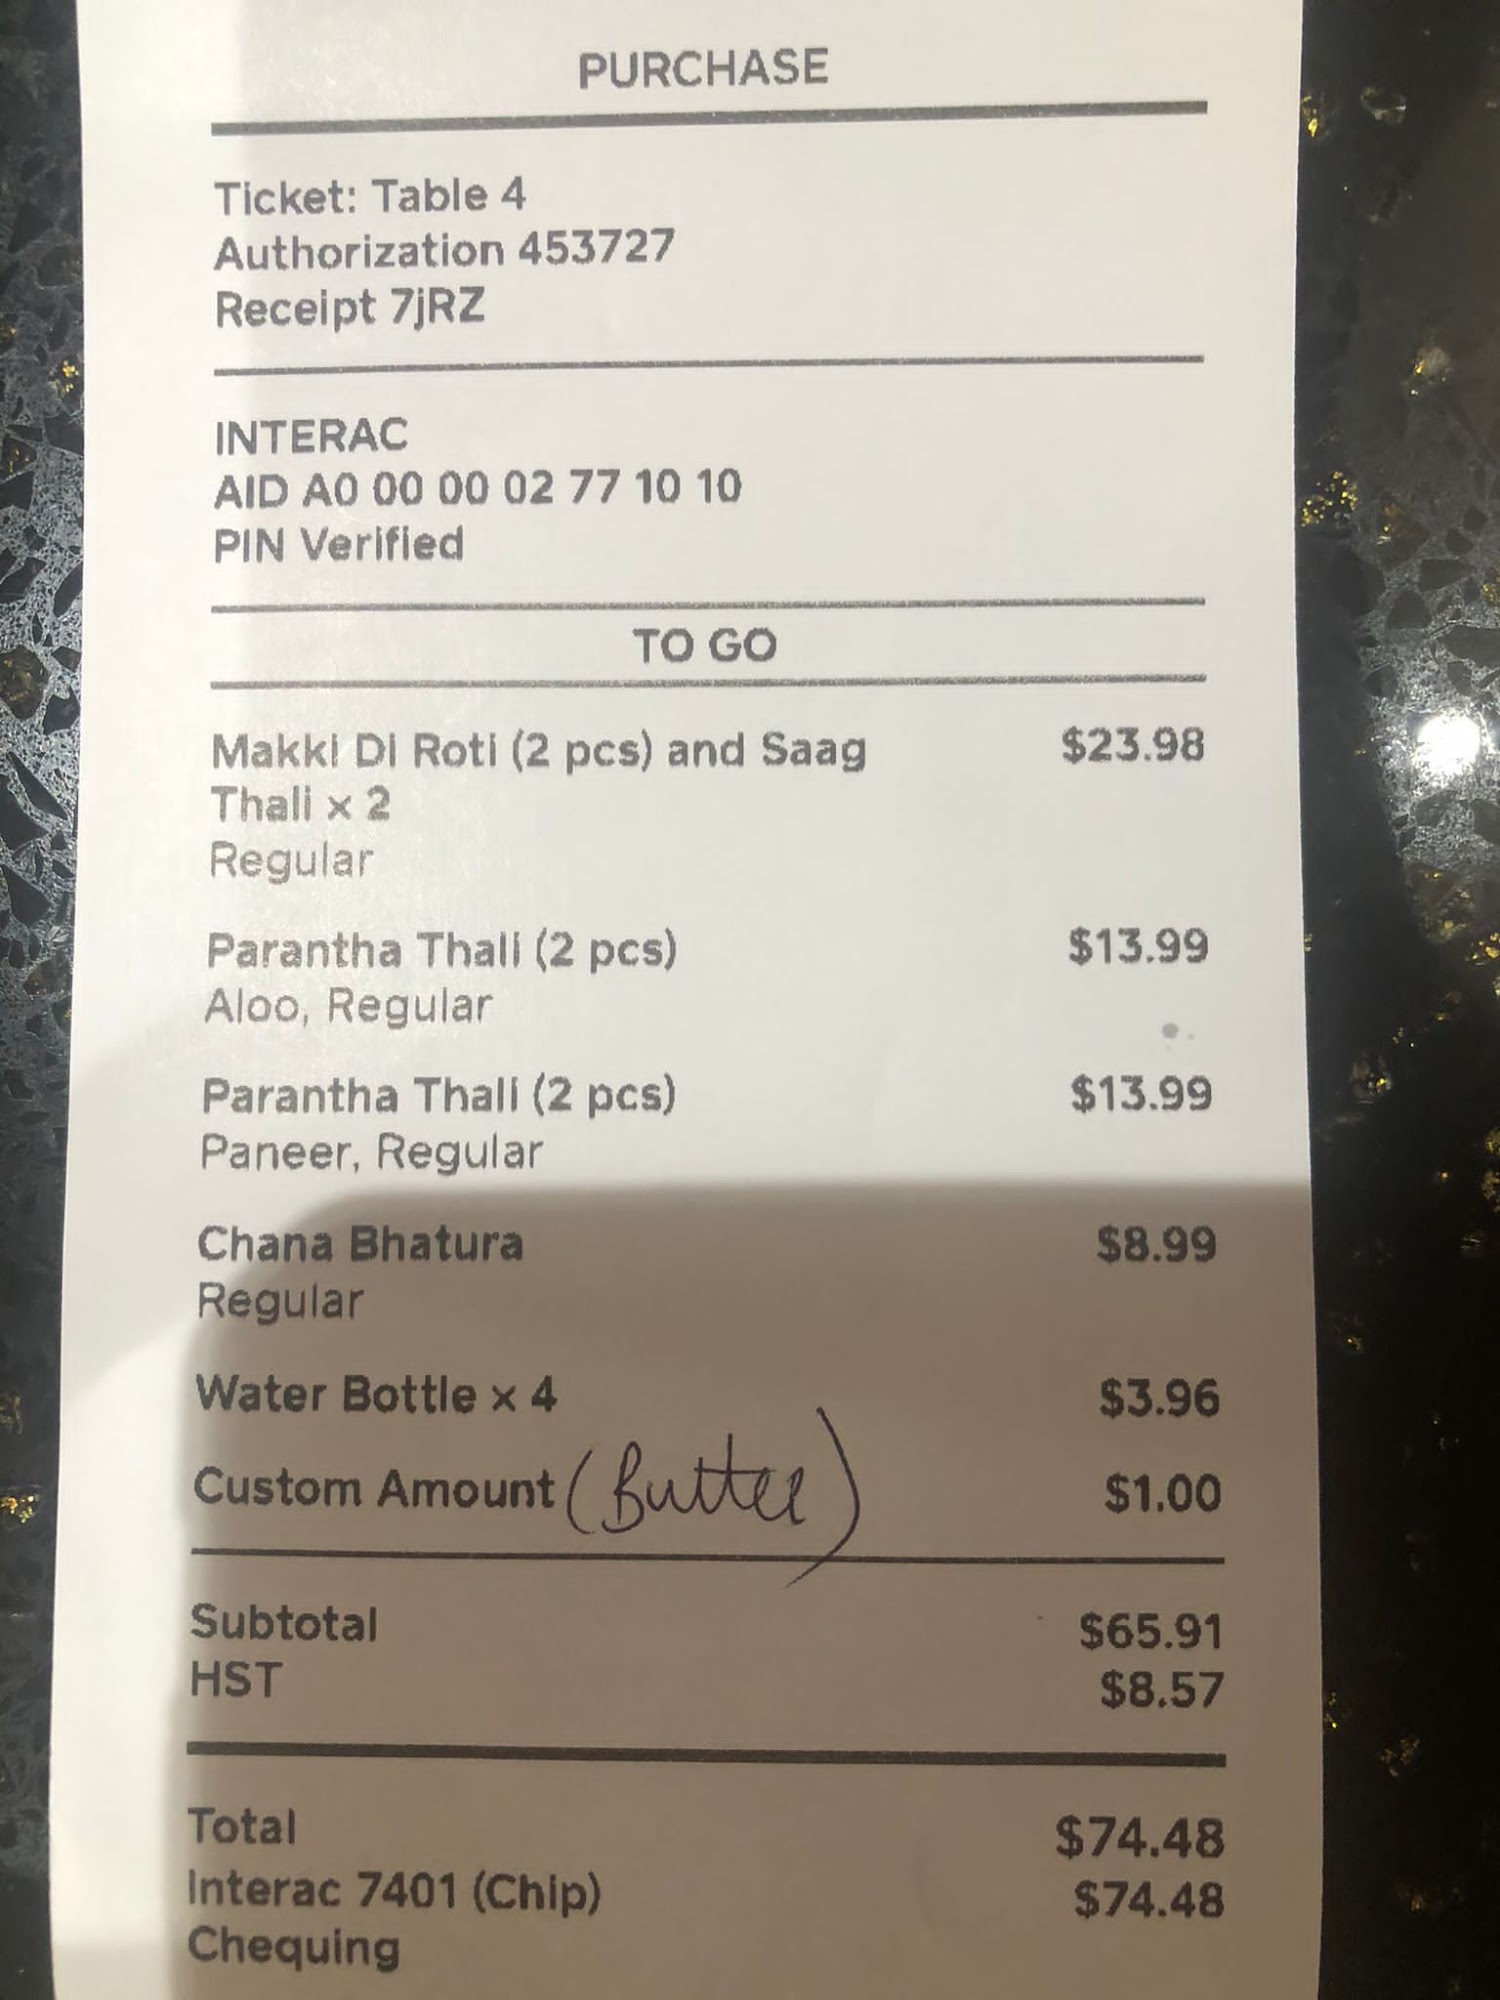 PURCHASE
Ticket: Table 4
Authorization 453727
Receipt 7jRZ
INTERAC
AID A0 00 00 02 77 10 10
PIN Verified
TO GO
Makki Di Roti (2 pcs) and Saag $23.98
Thali x 2
Regular
Parantha Thali (2 pcs) $13.99
Aloo, Regular
Parantha Thali (2 pcs) $13.99
Paneer, Regular
Chana Bhatura $8.99
Regular
Water Bottle x 4 $3.96
Custom Amount (Butter) $1.00
Subtotal $65.91
HST $8.57
Total $74.48
Interac 7401 (Chip) $74.48
Chequing